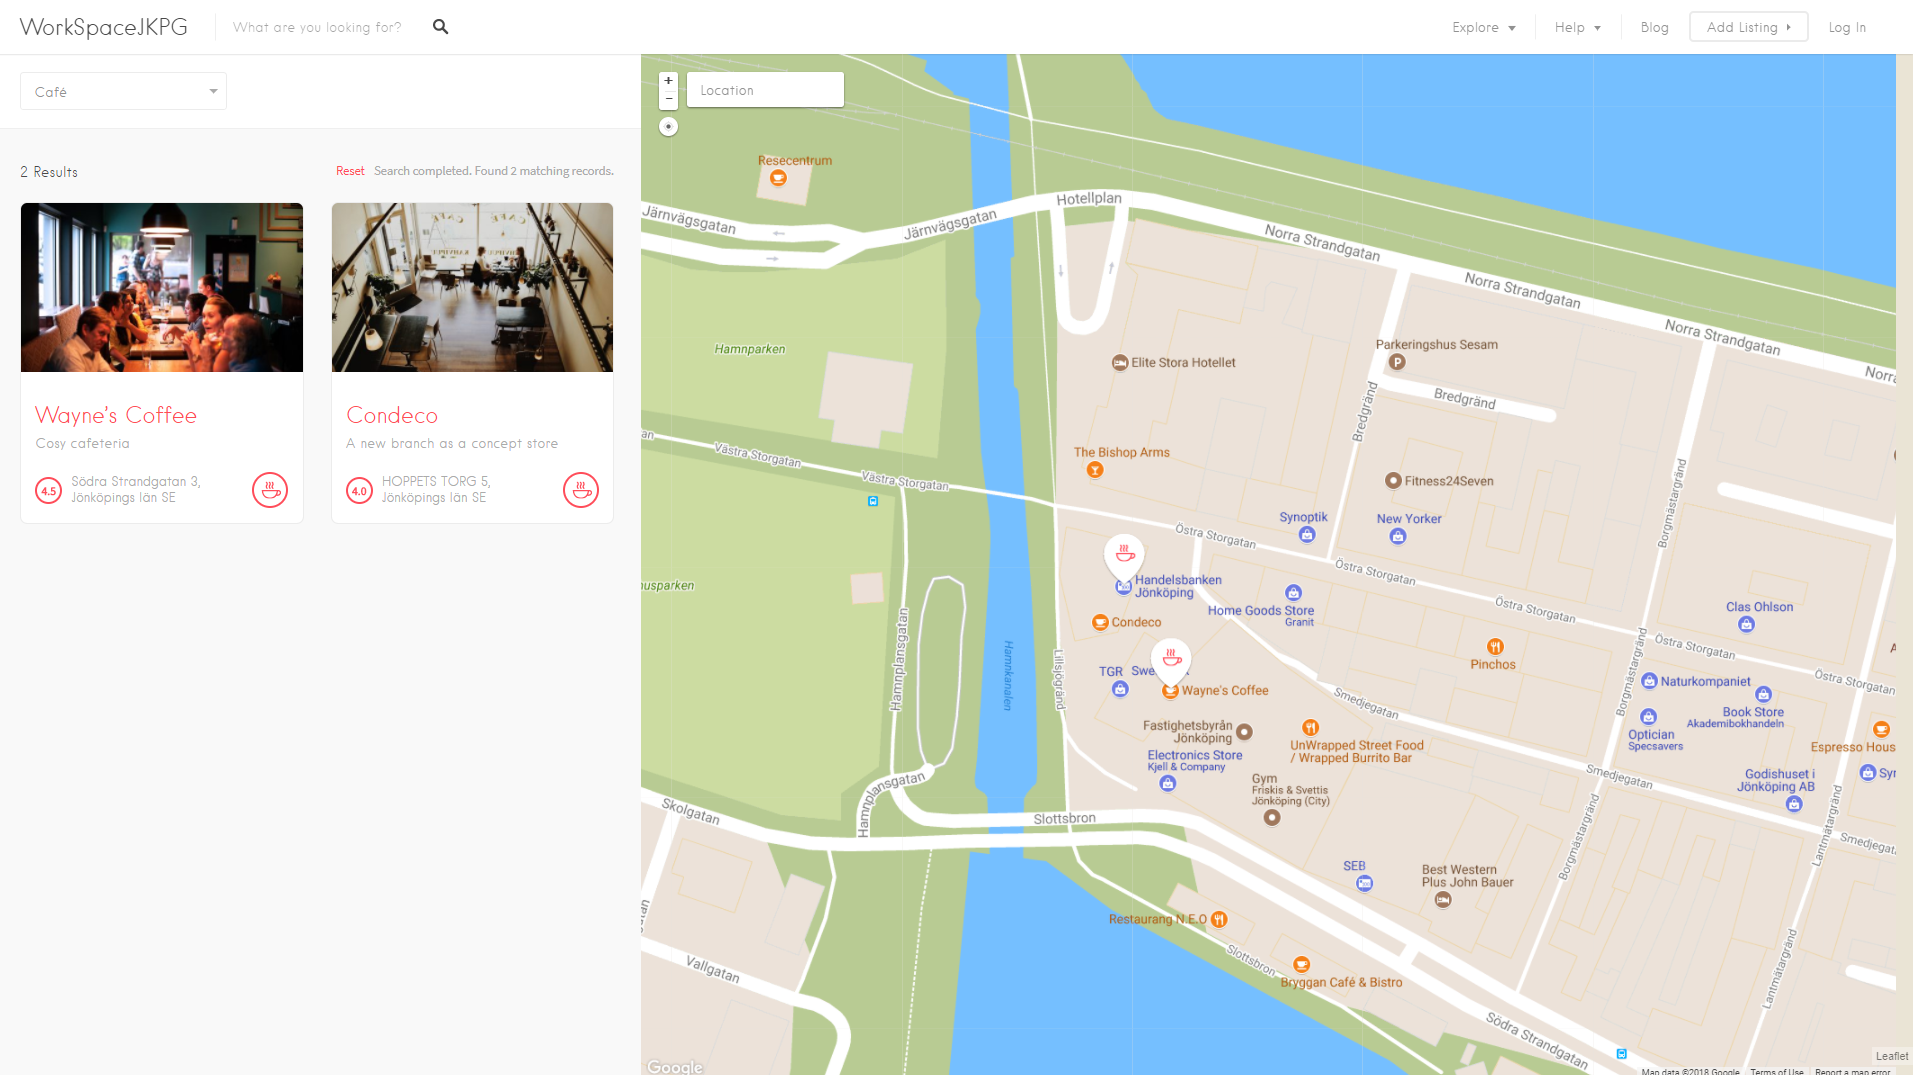 WorkSpaceJKPG
What are you looking for?
Explore
Help
Blog
Add Listing
Log In
Café
2 Results
Reset
Search completed. Found 2 matching records.
Wayne's Coffee
Cosy cafeteria
4.5
Södra Strandgatan 3,
Jönköpings län SE
Condeco
A new branch as a concept store
4.0
HOPPETS TORG 5,
Jönköpings län SE
+
−
Location
Resecentrum
Järnvägsgatan
Järnvägsgatan
Hotellplan
Norra Strandgatan
Norra Strandgatan
Norra Strandgatan
Hamnparken
Elite Stora Hotellet
Parkeringshus Sesam
P
Bredgränd
Bredgränd
Västra Storgatan
Västra Storgatan
The Bishop Arms
Fitness24Seven
Synoptik
New Yorker
Borgmästargränd
Östra Storgatan
Östra Storgatan
Östra Storgatan
Östra Storgatan
Östra Storgatan
Handelsbanken
Jönköping
Home Goods Store
Granit
Condeco
Clas Ohlson
Pinchos
Hamnplansgatan
Hamnkanalen
Lillsjögränd
TGR
Wayne's Coffee
Borgmästargränd
Naturkompaniet
Book Store
Akademibokhandeln
Optician
Specsavers
Smedjegatan
Fastighetsbyrån
Jönköping
UnWrapped Street Food
/ Wrapped Burrito Bar
Electronics Store
Kjell & Company
Gym
Friskis & Svettis
Jönköping (City)
Smedjegatan
Godishuset i
Jönköping AB
Hamnplansgatan
Skolgatan
Slottsbron
Borgmästargränd
Lantmätargränd
SEB
Best Western
Plus John Bauer
Restaurang N.E.O
Slottsbron
Bryggan Café & Bistro
Vallgatan
Lantmätargränd
Södra Strandgatan
Google
Leaflet
Map data ©2018 Google
Terms of Use
Report a map error